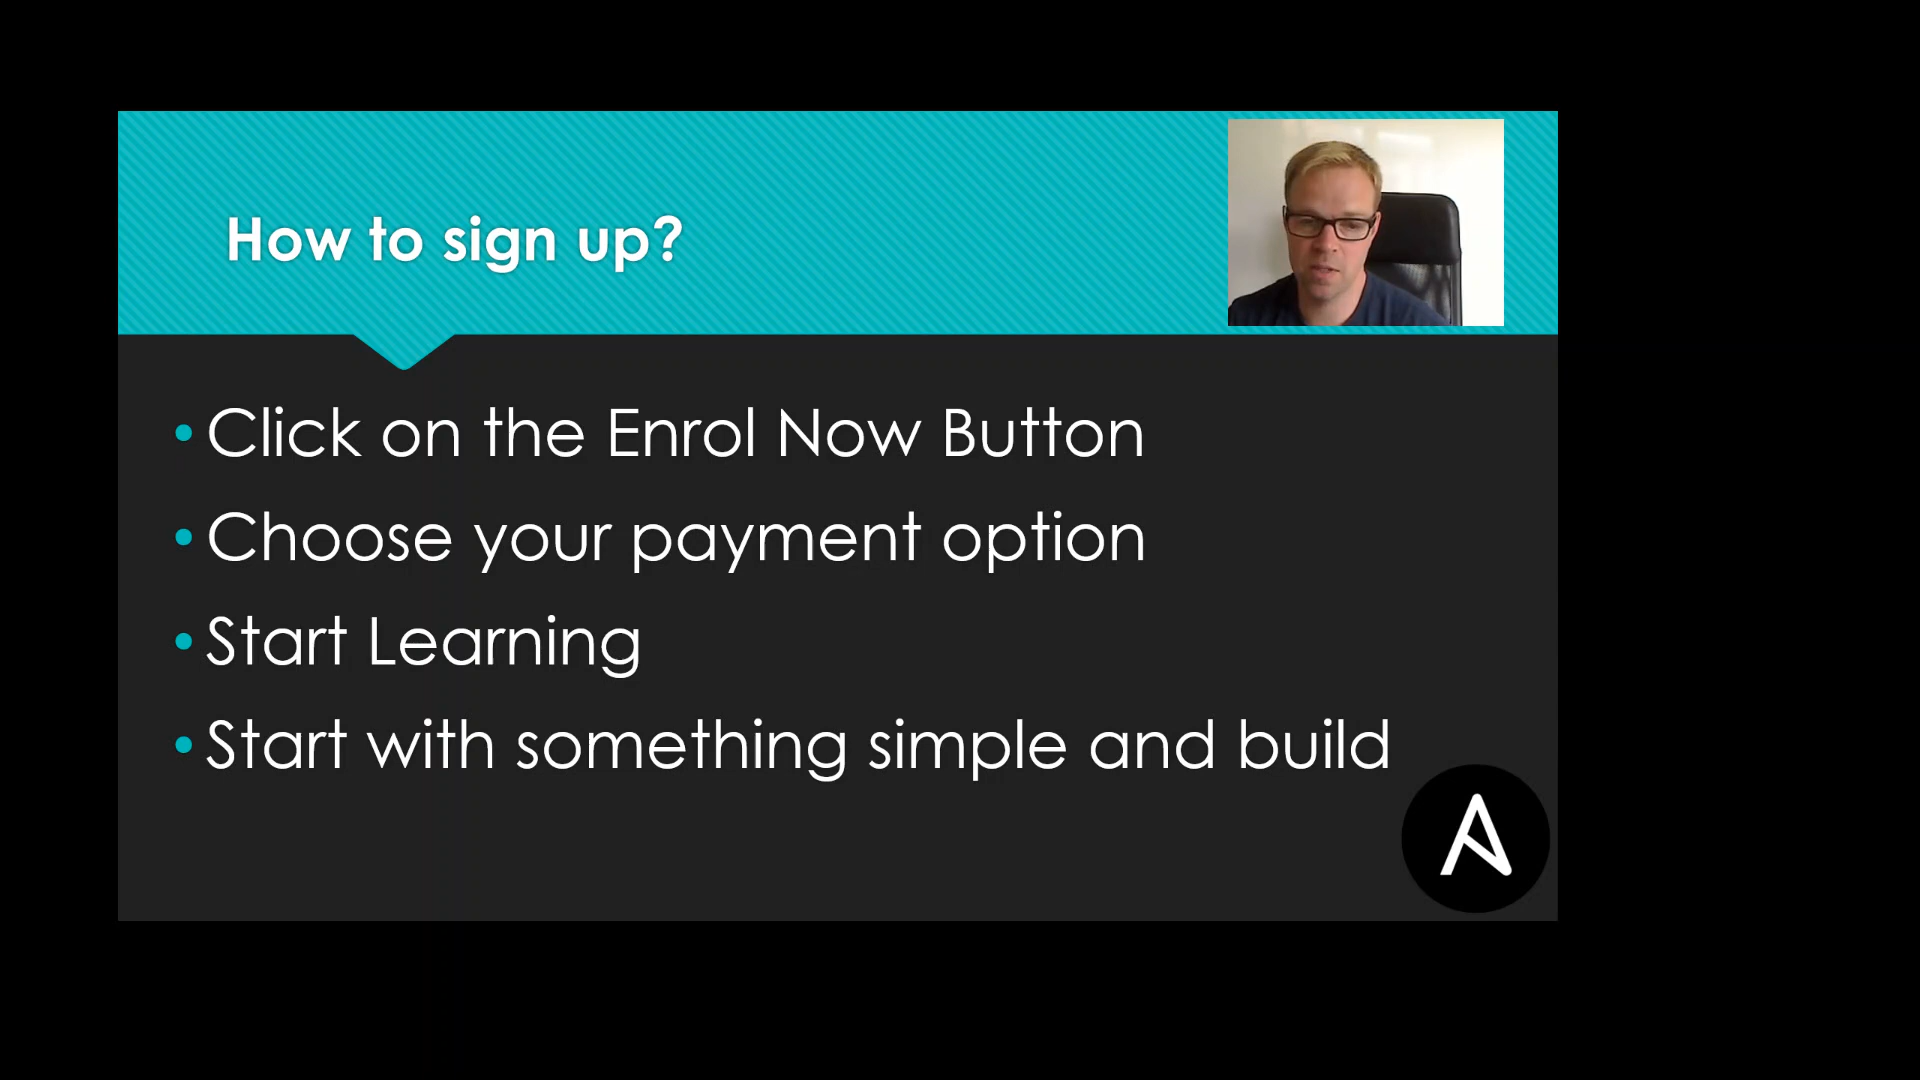 How to sign up?
Click on the Enrol Now Button
Choose your payment option
Start Learning
Start with something simple and build